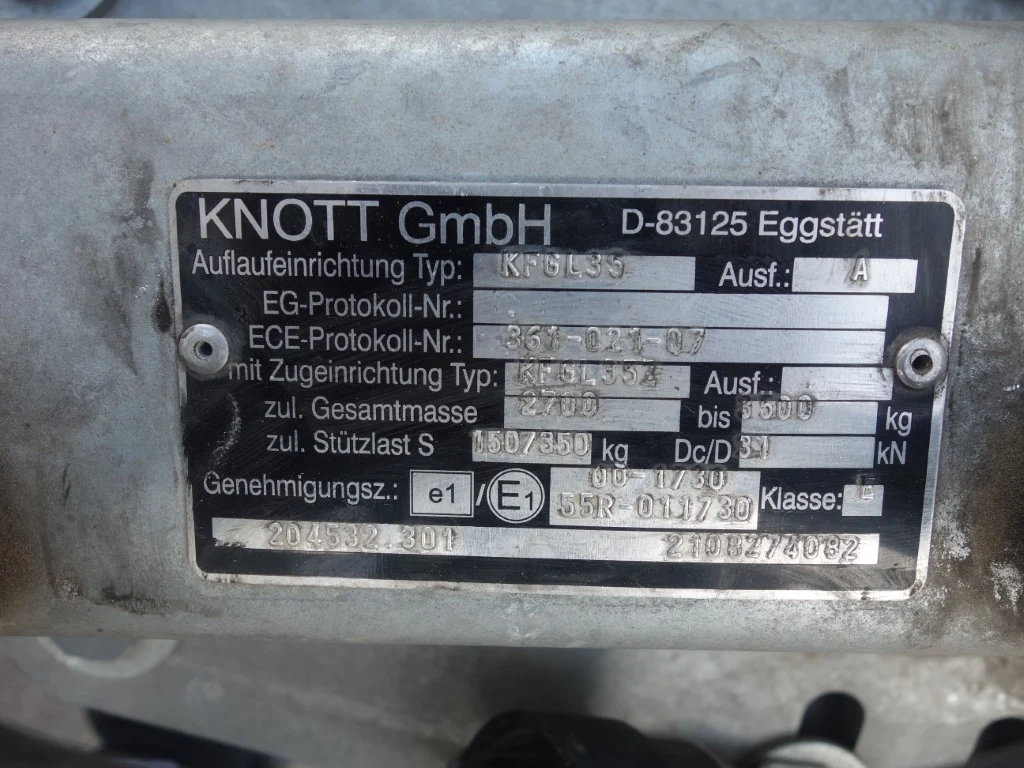 KNOTT GmbH D-83125 Eggstätt
Auflaufeinrichtung Typ: KFGL35 Ausf.: A
EG-Protokoll-Nr.:
ECE-Protokoll-Nr.: 361-021-07
mit Zugeinrichtung Typ: Ausf.:
zul. Gesamtmasse 2700 bis 3500 kg
zul. Stützlast S 150/350 kg Dc/D 31 kN
00-1730
Genehmigungsz.: e1 / E1 55R-011730 Klasse: E
204532.301 2108274082